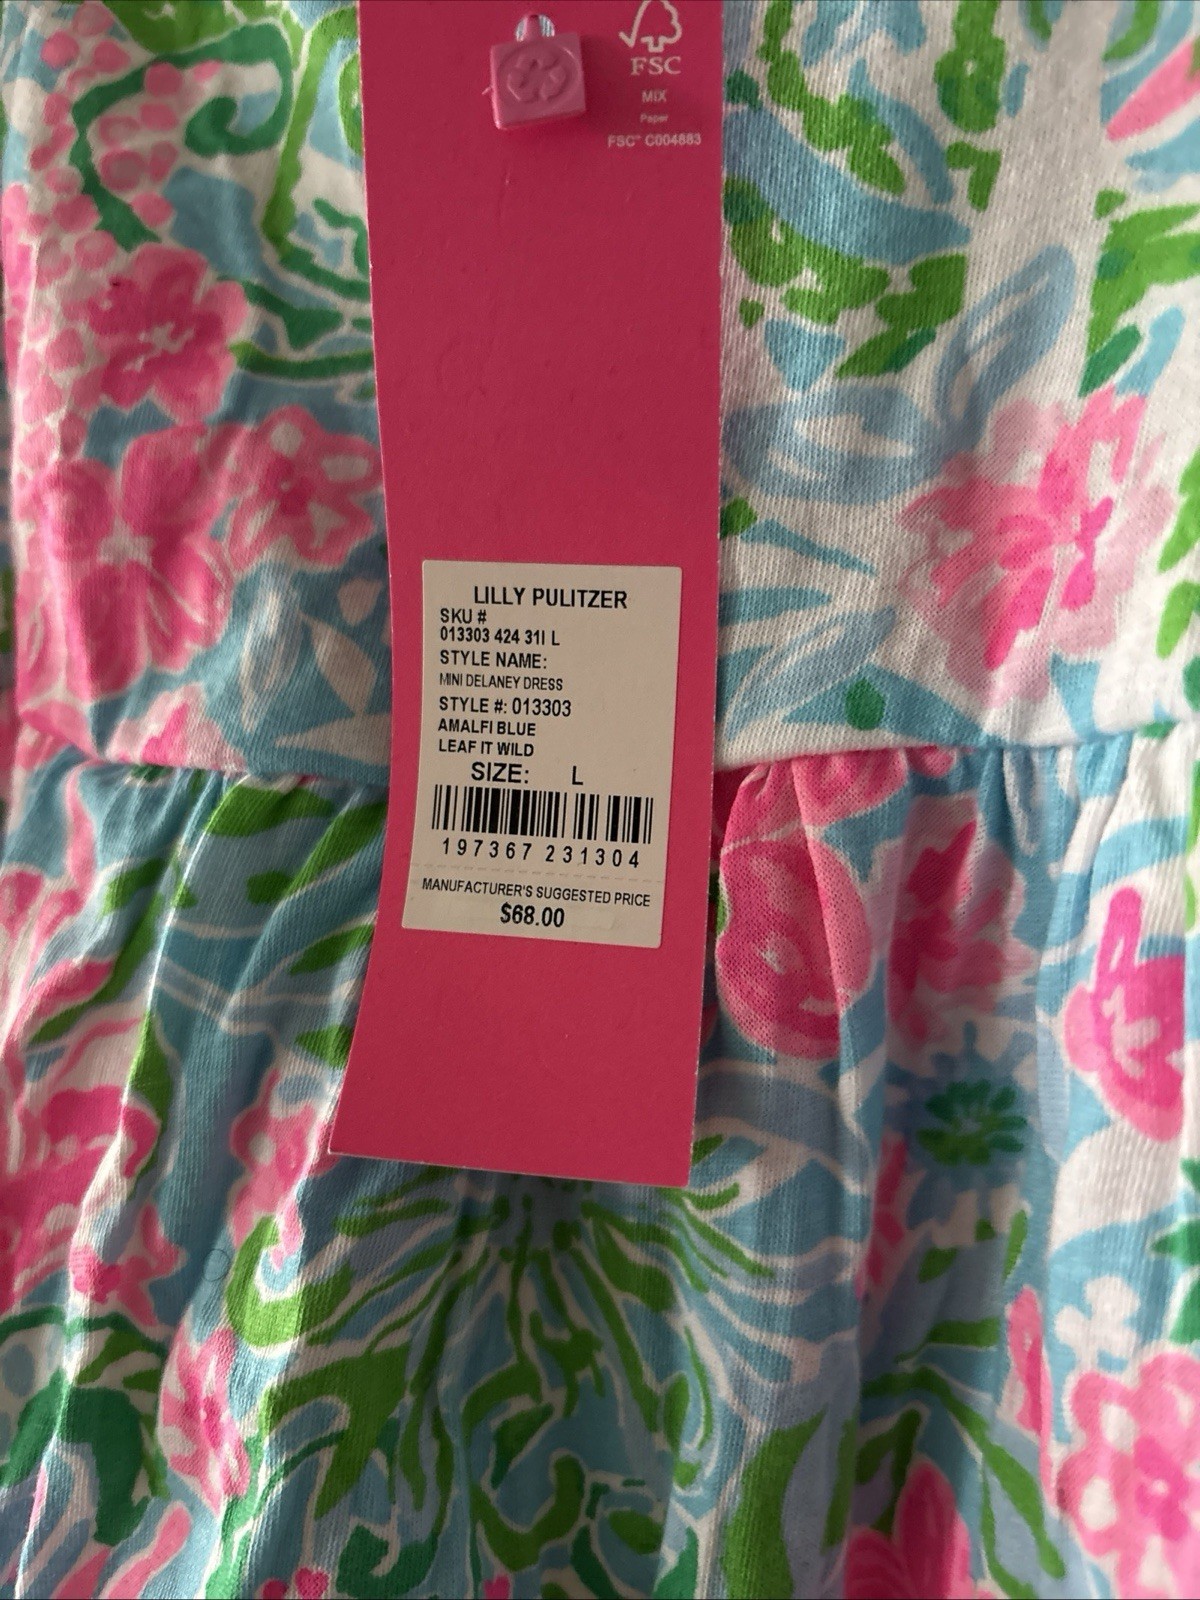 FSC
MIX
Paper
FSC™ C004883
LILLY PULITZER
SKU #
013303 424 31I L
STYLE NAME:
MINI DELANEY DRESS
STYLE #: 013303
AMALFI BLUE
LEAF IT WILD
SIZE: L
197367 231304
MANUFACTURER'S SUGGESTED PRICE
$68.00